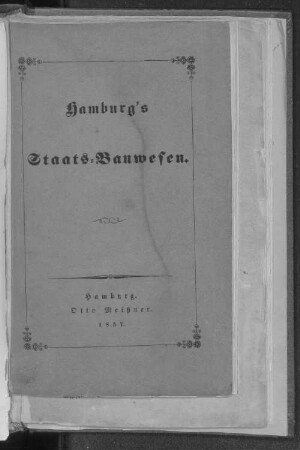 Hamburg's
Staats-Bauwesen.
Hamburg.
Otto Meißner.